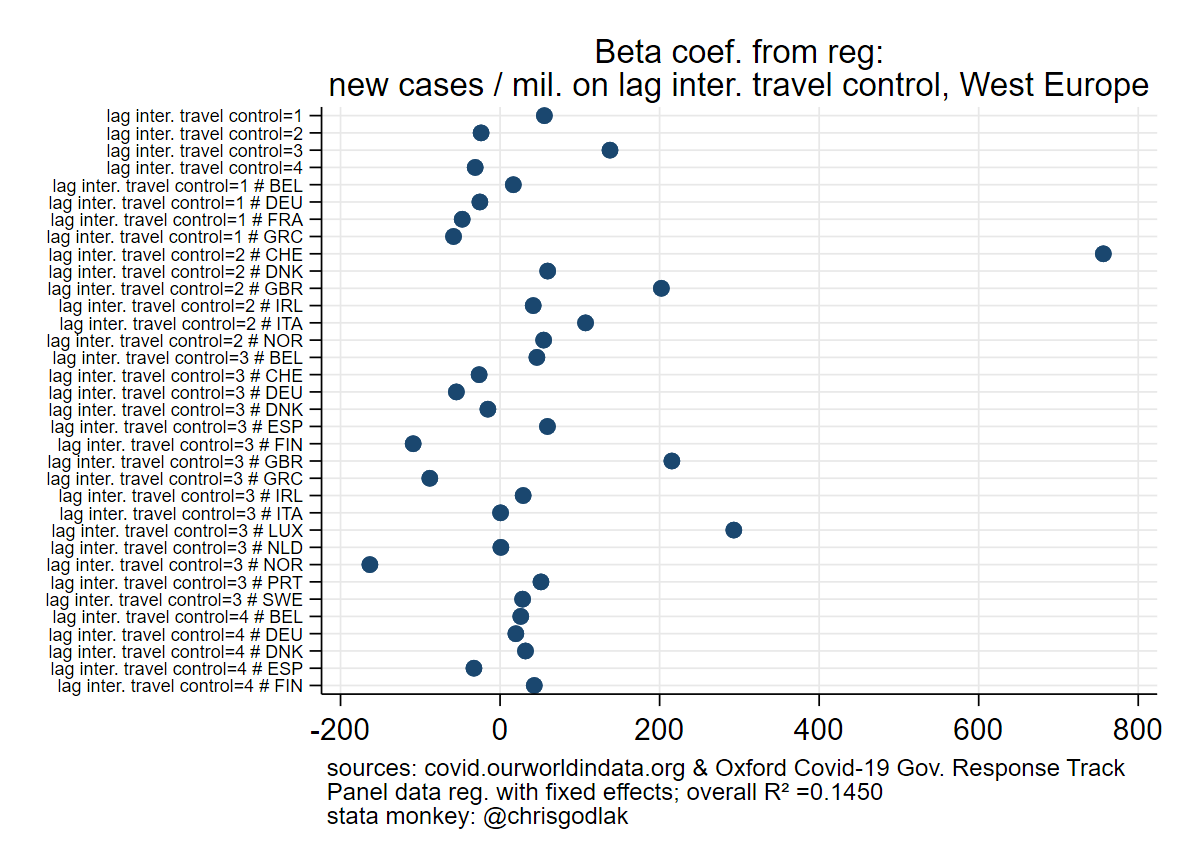 Beta coef. from reg:
new cases / mil. on lag inter. travel control, West Europe
lag inter. travel control=1
lag inter. travel control=2
lag inter. travel control=3
lag inter. travel control=4
lag inter. travel control=1 # BEL
lag inter. travel control=1 # DEU
lag inter. travel control=1 # FRA
lag inter. travel control=1 # GRC
lag inter. travel control=2 # CHE
lag inter. travel control=2 # DNK
lag inter. travel control=2 # GBR
lag inter. travel control=2 # IRL
lag inter. travel control=2 # ITA
lag inter. travel control=2 # NOR
lag inter. travel control=3 # BEL
lag inter. travel control=3 # CHE
lag inter. travel control=3 # DEU
lag inter. travel control=3 # DNK
lag inter. travel control=3 # ESP
lag inter. travel control=3 # FIN
lag inter. travel control=3 # GBR
lag inter. travel control=3 # GRC
lag inter. travel control=3 # IRL
lag inter. travel control=3 # ITA
lag inter. travel control=3 # LUX
lag inter. travel control=3 # NLD
lag inter. travel control=3 # NOR
lag inter. travel control=3 # PRT
lag inter. travel control=3 # SWE
lag inter. travel control=4 # BEL
lag inter. travel control=4 # DEU
lag inter. travel control=4 # DNK
lag inter. travel control=4 # ESP
lag inter. travel control=4 # FIN
-200 0 200 400 600 800
sources: covid.ourworldindata.org & Oxford Covid-19 Gov. Response Track
Panel data reg. with fixed effects; overall R² =0.1450
stata monkey: @chrisgodlak